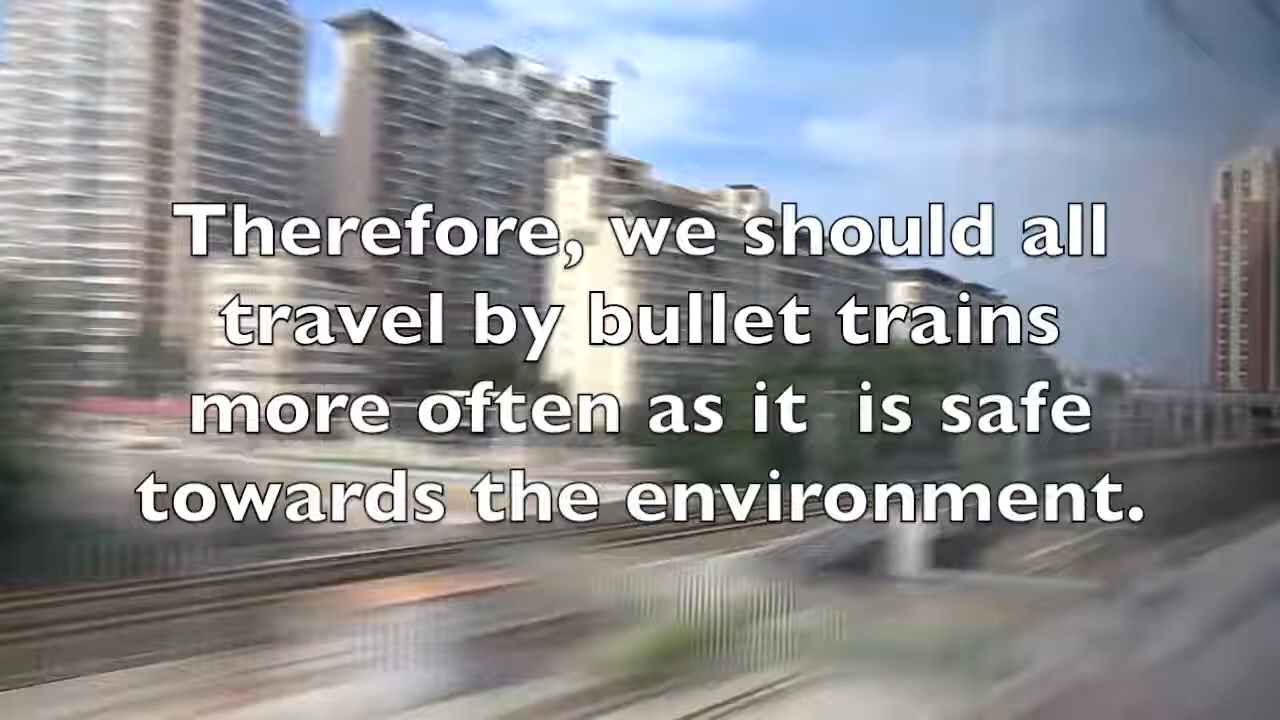 Therefore, we should all
travel by bullet trains
more often as it  is safe
towards the environment.